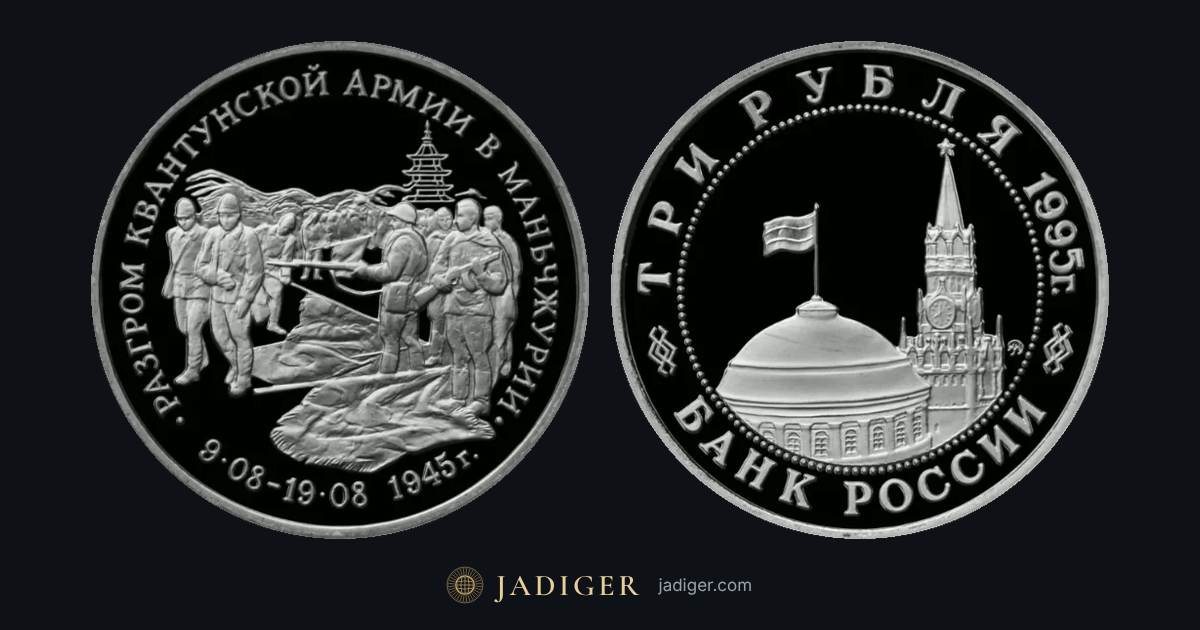 РАЗГРОМ КВАНТУНСКОЙ АРМИИ В МАНЬЧЖУРИИ
9·08-19·08 1945г.
ТРИ РУБЛЯ 1995г.
БАНК РОССИИ
JADIGER jadiger.com